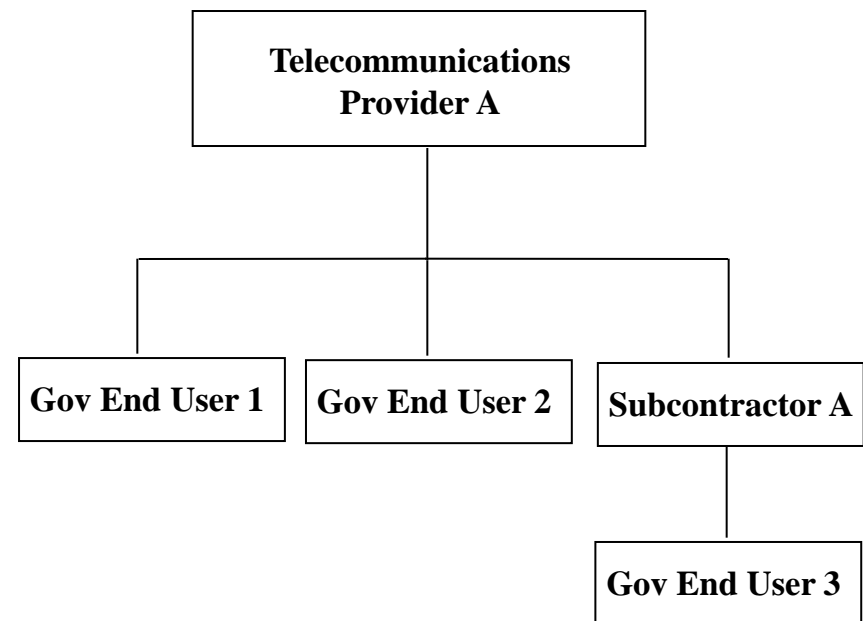 Telecommunications
Provider A
Gov End User 1
Gov End User 2
Subcontractor A
Gov End User 3